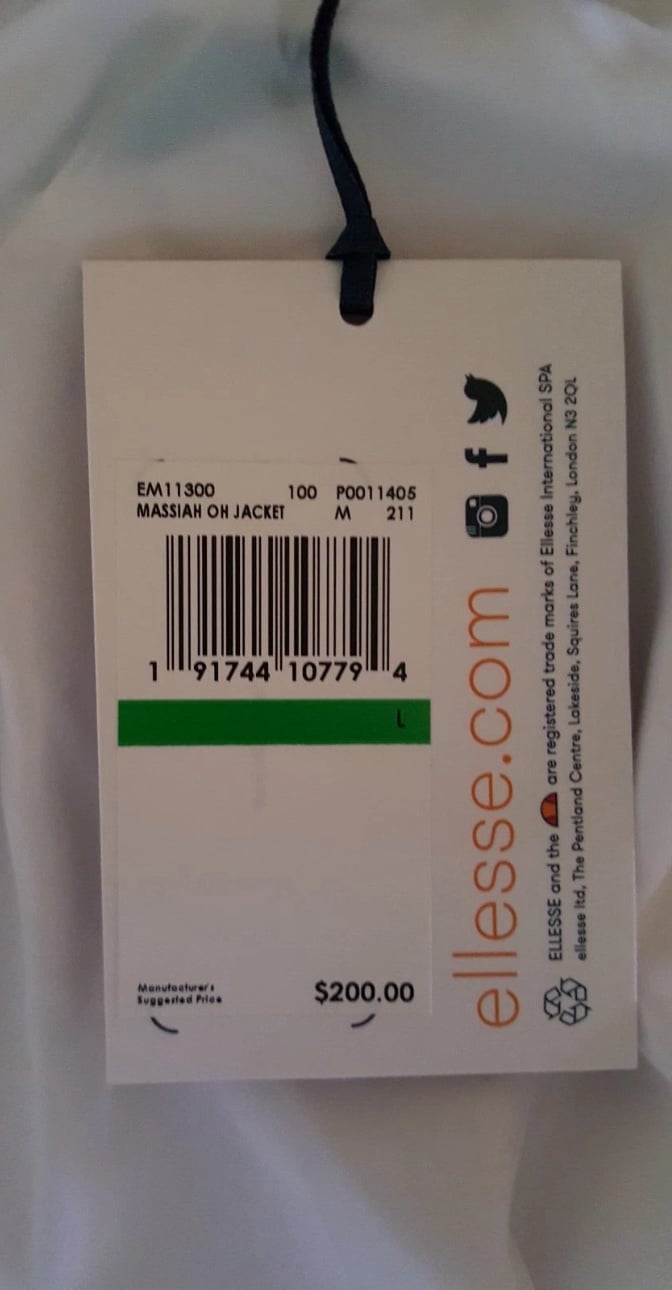 EM11300 100 P0011405
MASSIAH OH JACKET M 211
1 91744 10779 4
L
Manufacturer's
Suggested Price
$200.00
ellesse.com
ELLESSE and the are registered trade marks of Ellesse International SPA
ellesse ltd, The Pentland Centre, Lakeside, Squires Lane, Finchley, London N3 2QL